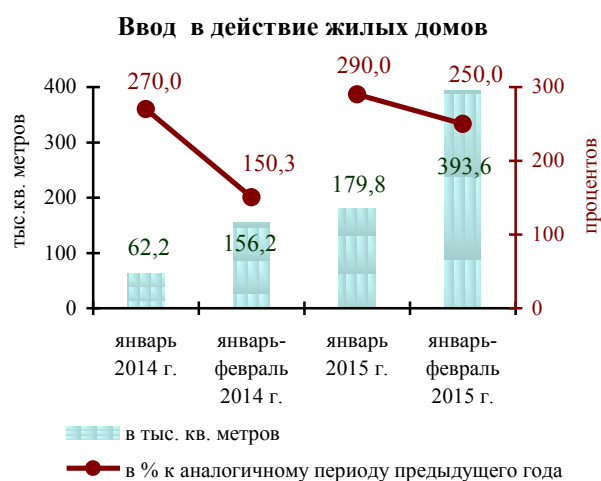 Ввод в действие жилых домов
тыс.кв. метров
400
300
200
100
0
270,0
150,3
290,0
250,0
62,2
156,2
179,8
393,6
300
200
100
0
процентов
январь
2014 г.
январь-
февраль
2014 г.
январь
2015 г.
январь-
февраль
2015 г.
в тыс. кв. метров
в % к аналогичному периоду предыдущего года